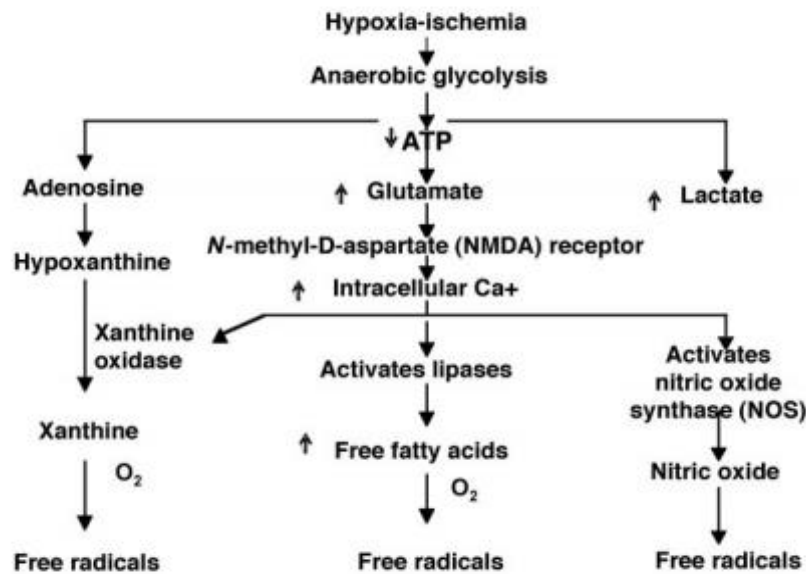 Hypoxia-ischemia
Anaerobic glycolysis
↓ ATP
Adenosine
↑ Glutamate
↑ Lactate
N-methyl-D-aspartate (NMDA) receptor
Hypoxanthine
↑ Intracellular Ca+
Xanthine
oxidase
Activates lipases
Activates
nitric oxide
synthase (NOS)
Xanthine
↑ Free fatty acids
Nitric oxide
O₂
O₂
Free radicals
Free radicals
Free radicals